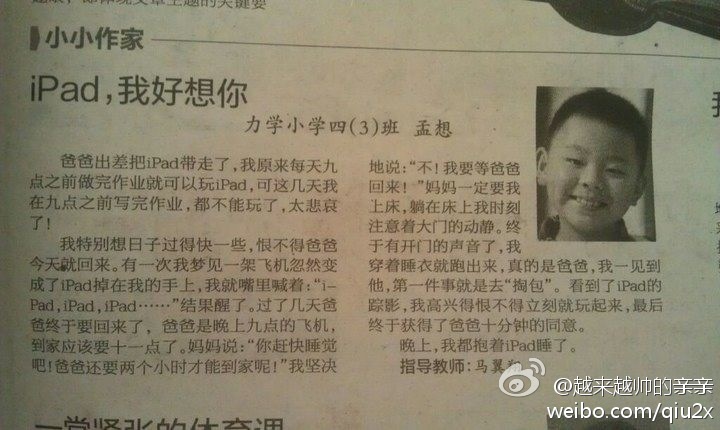 小小作家
iPad，我好想你
力学小学四(3)班 孟想
爸爸出差把iPad带走了，我原来每天九
点之前做完作业就可以玩iPad，可这几天我
在九点之前写完作业，都不能玩了，太悲哀
了！
我特别想日子过得快一些，恨不得爸爸
今天就回来。有一次我梦见一架飞机忽然变
成了iPad掉在我的手上，我就嘴里喊着：“i-
Pad，iPad，iPad……”结果醒了。过了几天爸
爸终于要回来了，爸爸是晚上九点的飞机，
到家应该要十一点了。妈妈说：“你赶快睡觉
吧！爸爸还要两个小时才能到家呢！”我坚决
地说：“不！我要等爸爸
回来！”妈妈一定要我
上床，躺在床上我时刻
注意着大门的动静。终
于有开门的声音了，我
穿着睡衣就跑出来，真的是爸爸，我一见到
他，第一件事就是去“掏包”。看到了iPad的
踪影，我高兴得恨不得立刻就玩起来，最后
终于获得了爸爸十分钟的同意。
晚上，我都抱着iPad睡了。
指导教师：马翼
@越来越帅的亲亲
weibo.com/qiu2x